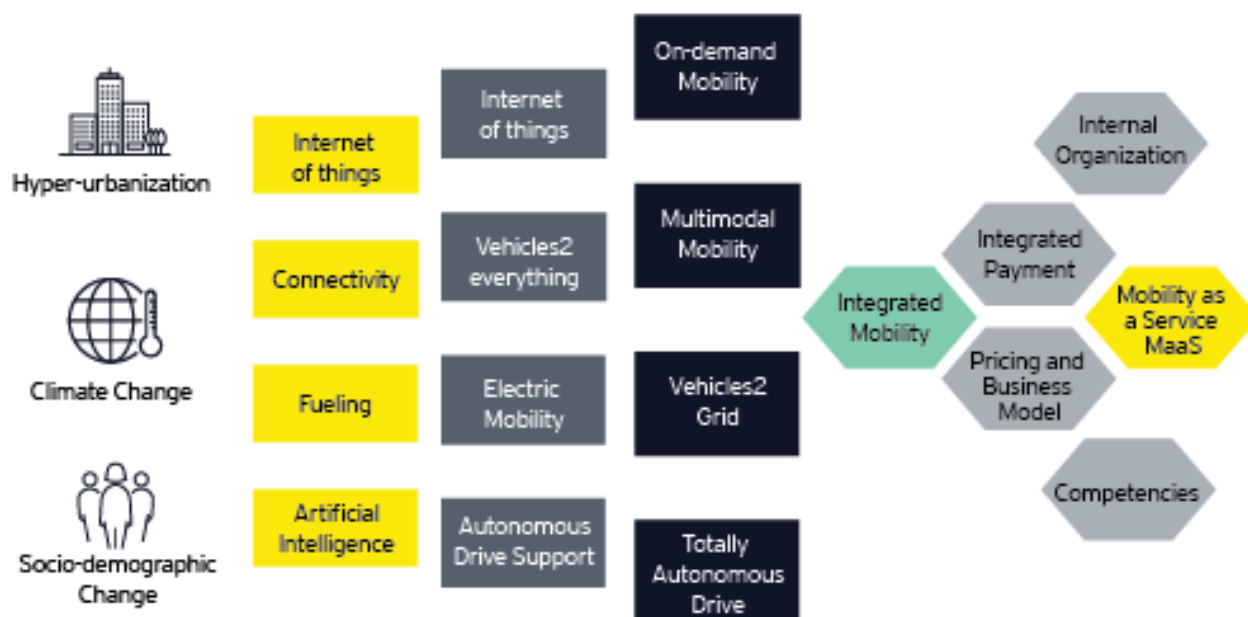 Hyper-urbanization
Climate Change
Socio-demographic
Change
Internet
of things
Connectivity
Fueling
Artificial
Intelligence
Internet
of things
Vehicles2
everything
Electric
Mobility
Autonomous
Drive Support
On-demand
Mobility
Multimodal
Mobility
Vehicles2
Grid
Totally
Autonomous
Drive
Integrated
Mobility
Internal
Organization
Integrated
Payment
Pricing and
Business
Model
Competencies
Mobility as
a Service
MaaS